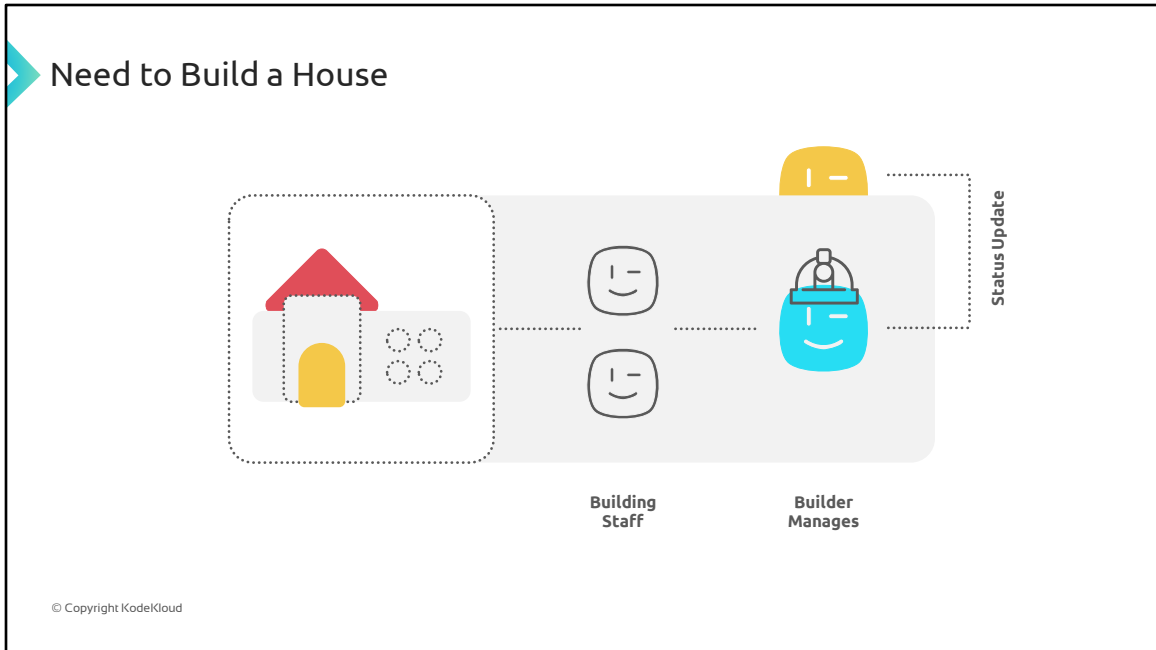 Need to Build a House
Status Update
Building
Staff
Builder
Manages
© Copyright KodeKloud